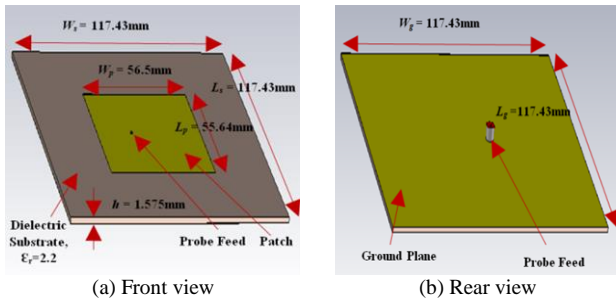 Ws = 117.43mm
Wp = 56.5mm
Ls = 117.43mm
Lp = 55.64mm
h = 1.575mm
Dielectric
Substrate,
Ɛr=2.2
Probe Feed
Patch
(a) Front view
Wg = 117.43mm
Lg =117.43mm
Ground Plane
Probe Feed
(b) Rear view